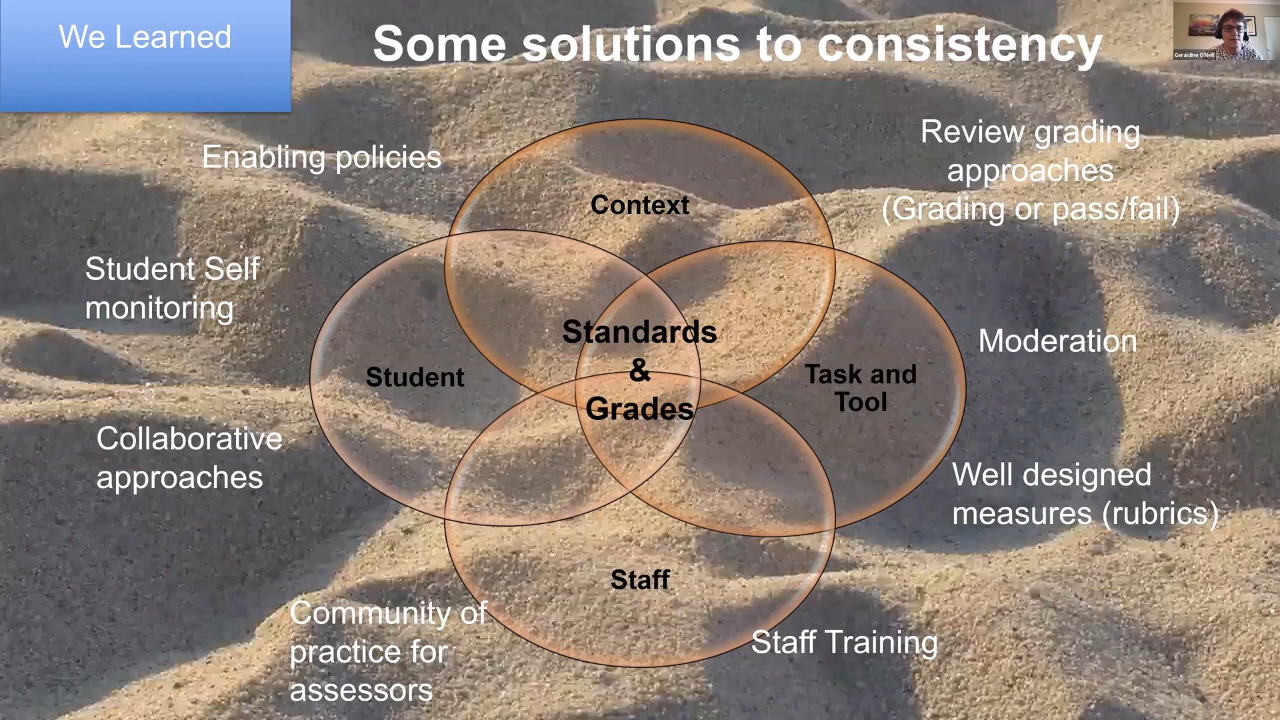 We Learned
Some solutions to consistency
Enabling policies
Review grading
approaches
(Grading or pass/fail)
Context
Student Self
monitoring
Standards
&
Grades
Student
Task and
Tool
Moderation
Collaborative
approaches
Well designed
measures (rubrics)
Staff
Community of
practice for
assessors
Staff Training